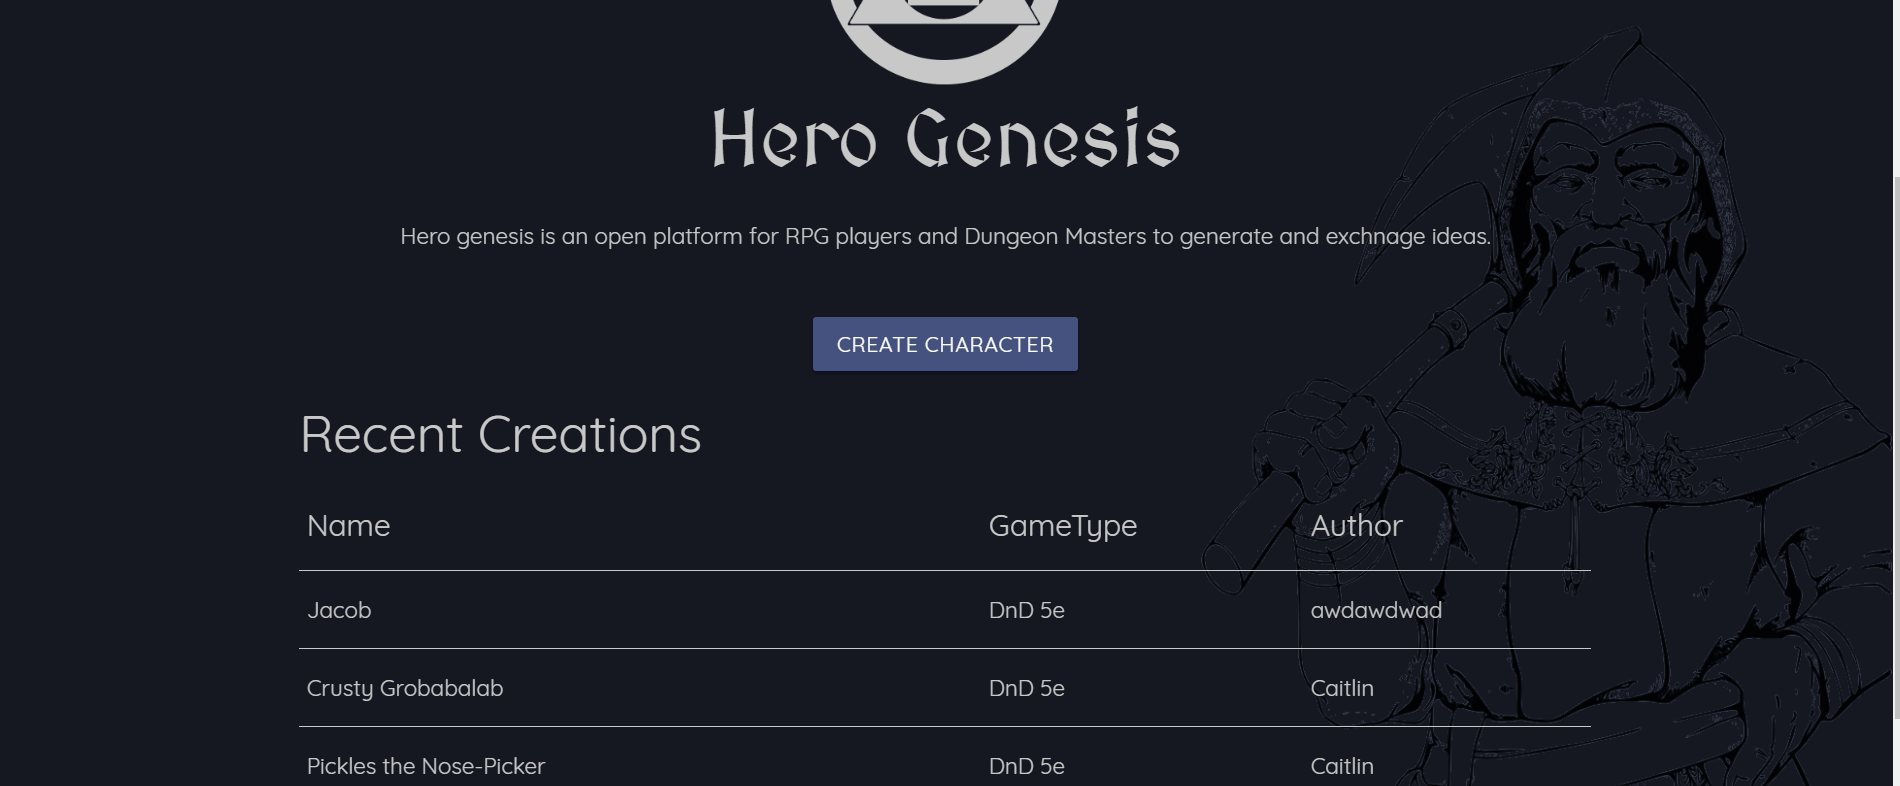 Hero Genesis
Hero genesis is an open platform for RPG players and Dungeon Masters to generate and exchnage ideas.
CREATE CHARACTER
Recent Creations
Name GameType Author
Jacob DnD 5e awdawdwad
Crusty Grobabalab DnD 5e Caitlin
Pickles the Nose-Picker DnD 5e Caitlin